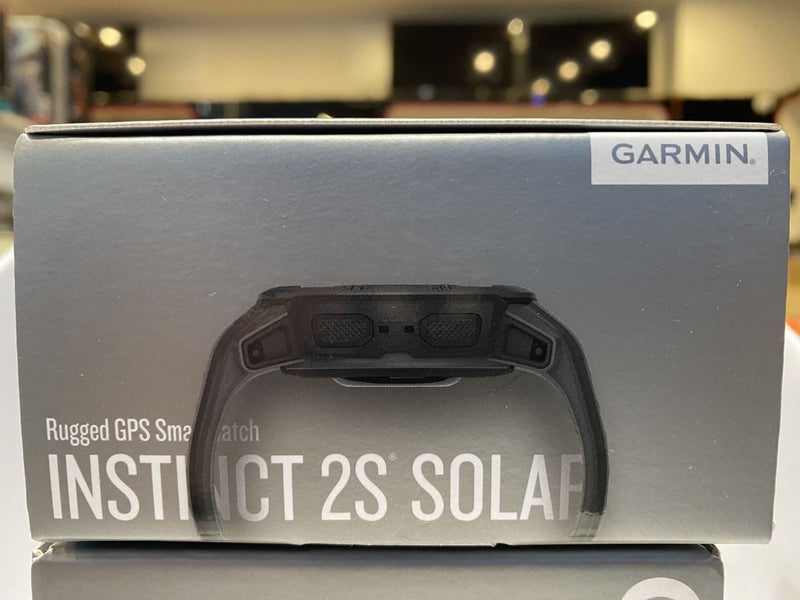 GARMIN®
Rugged GPS Smartwatch
INSTINCT 2S® SOLAR